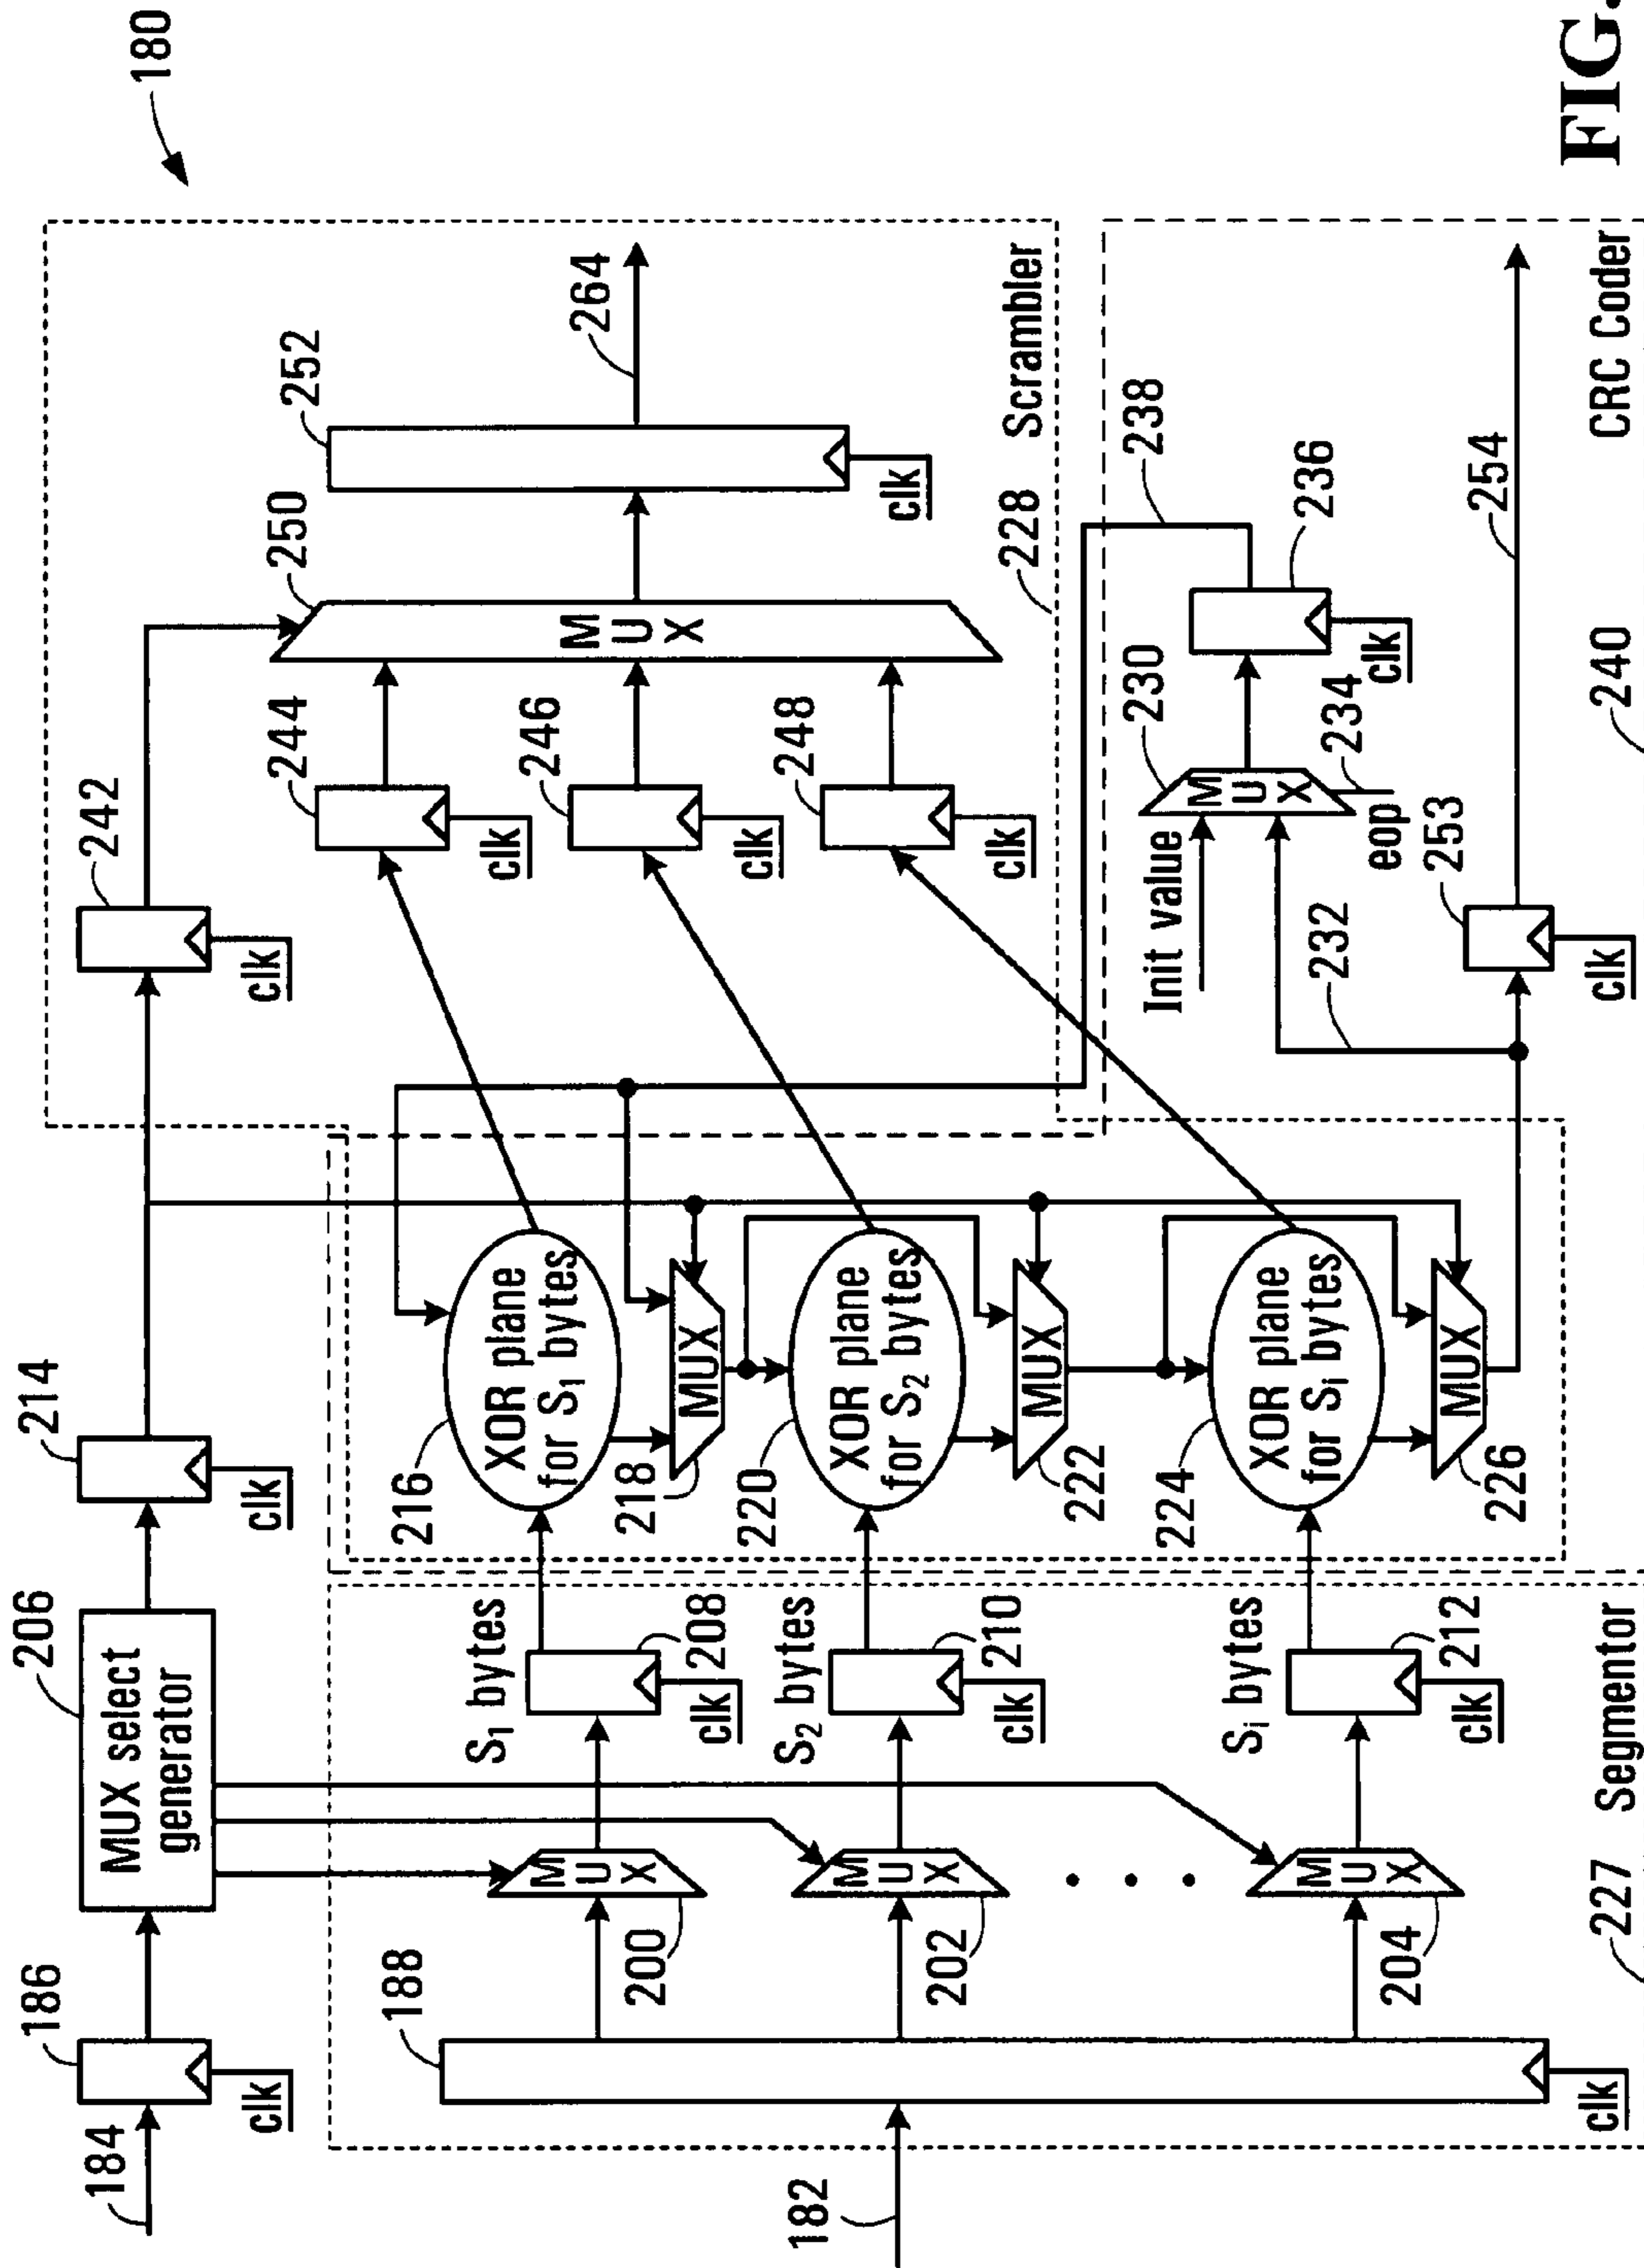 180
184
186
clk
206
MUX select
generator
214
clk
242
clk
182
188
clk
200
MUX
202
MUX
204
MUX
S1 bytes
208
clk
S2 bytes
210
clk
Si bytes
212
clk
227
Segmentor
216
XOR plane
for S1 bytes
218
MUX
220
XOR plane
for S2 bytes
222
MUX
224
XOR plane
for Si bytes
226
MUX
244
clk
246
clk
248
clk
250
MUX
252
clk
264
228
Scrambler
Init value
230
MUX
232
234
eop
236
clk
238
253
clk
254
240
CRC Coder
FIG.